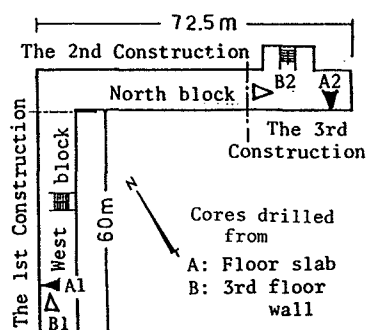 72.5m
The 2nd Construction
B2 A2
North block
The 3rd
Construction
The 1st Construction
West block
60m
N
Cores drilled
from
A: Floor slab
B: 3rd floor
wall
A1
B1